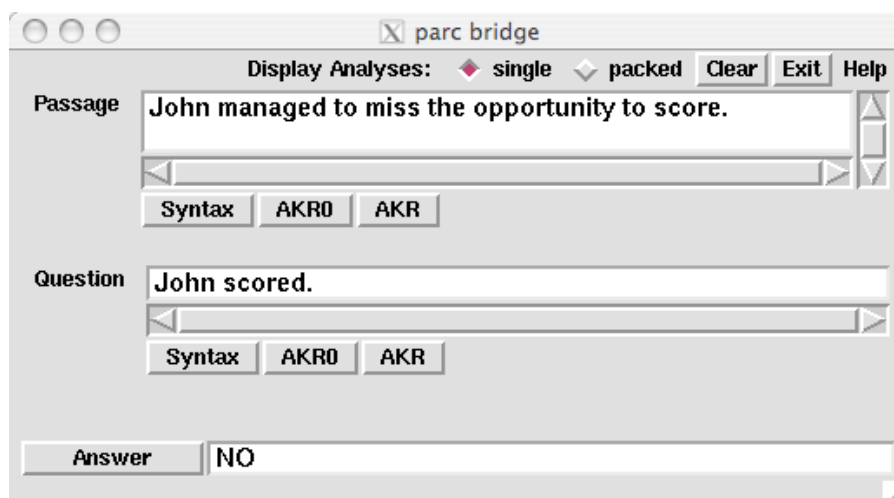 X parc bridge
Display Analyses: single packed Clear Exit Help
Passage John managed to miss the opportunity to score.
Syntax AKR0 AKR
Question John scored.
Syntax AKR0 AKR
Answer NO